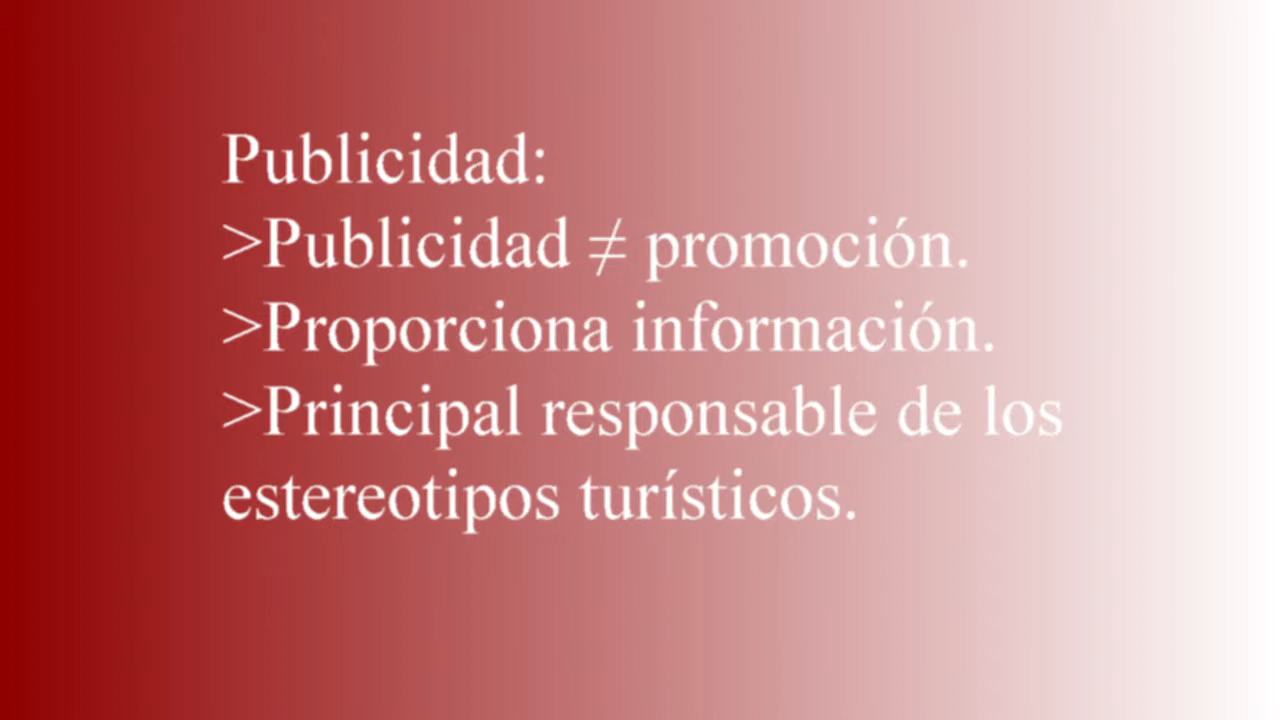 Publicidad:
>Publicidad ≠ promoción.
>Proporciona información.
>Principal responsable de los
estereotipos turísticos.